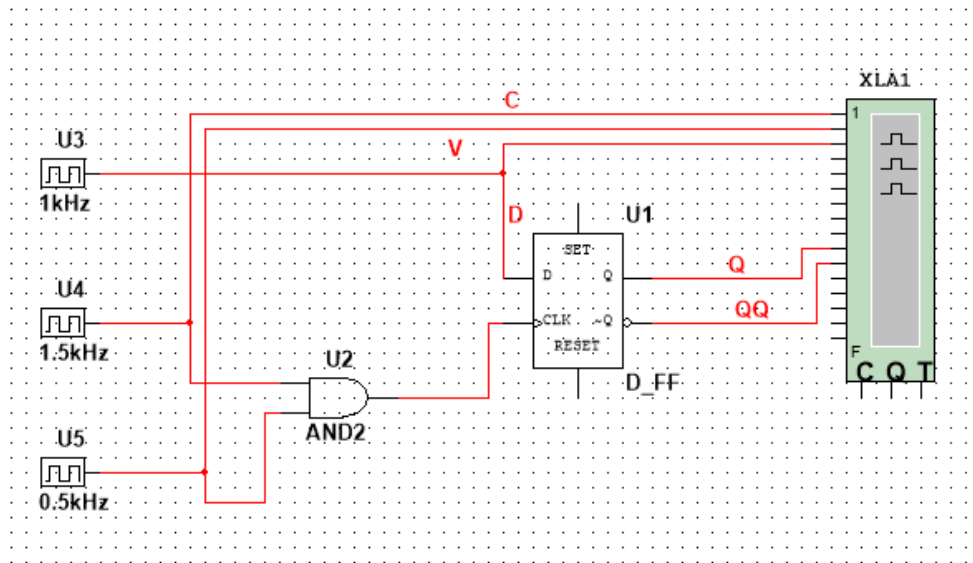 XLA1
C
1
U3
V
1kHz
D
U1
SET
D
Q
Q
U4
QQ
CLK
~Q
1.5kHz
RESET
F
U2
C Q T
D_FF
AND2
U5
0.5kHz